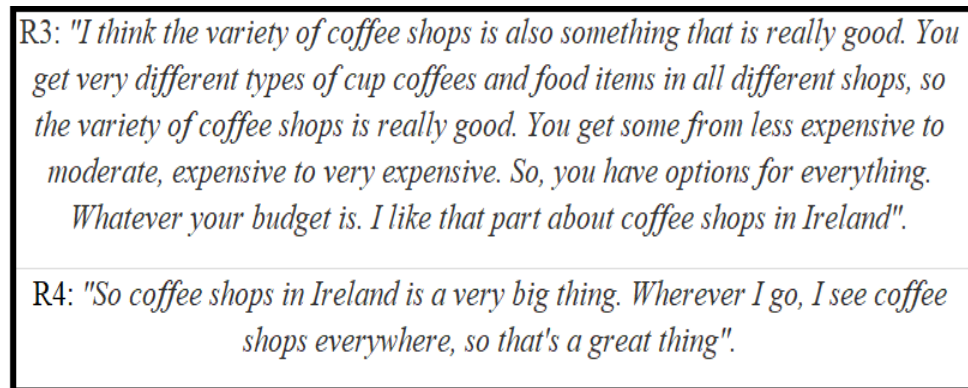 R3: "I think the variety of coffee shops is also something that is really good. You
get very different types of cup coffees and food items in all different shops, so
the variety of coffee shops is really good. You get some from less expensive to
moderate, expensive to very expensive. So, you have options for everything.
Whatever your budget is. I like that part about coffee shops in Ireland".
R4: "So coffee shops in Ireland is a very big thing. Wherever I go, I see coffee
shops everywhere, so that's a great thing".